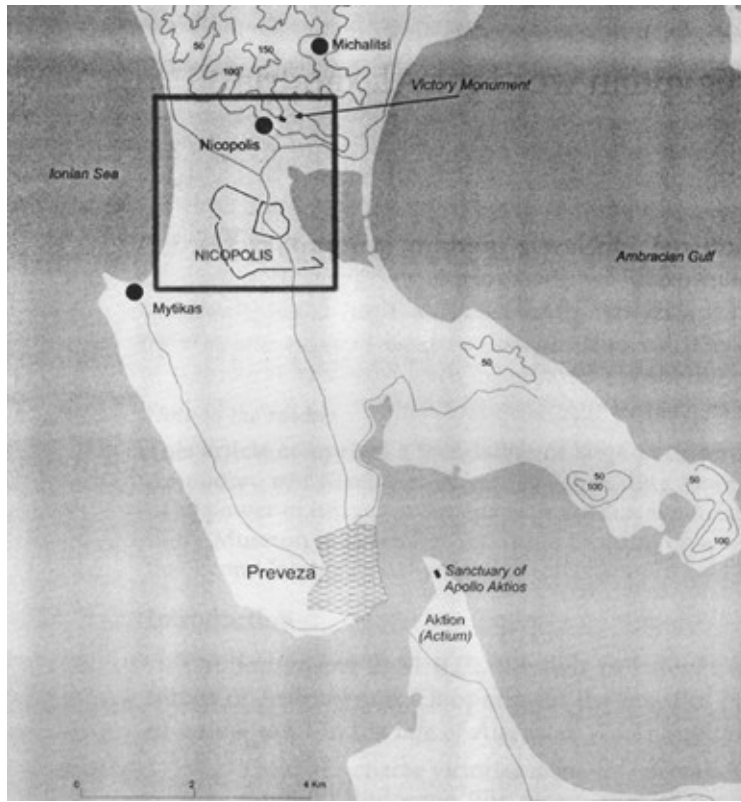 50
150
Michalitsi
100
Victory Monument
Nicopolis
Ionian Sea
NICOPOLIS
Ambracian Gulf
Mytikas
50
50
50
100
100
Preveza
Sanctuary of
Apollo Aktios
Aktion
(Actium)
0
2
4 Km